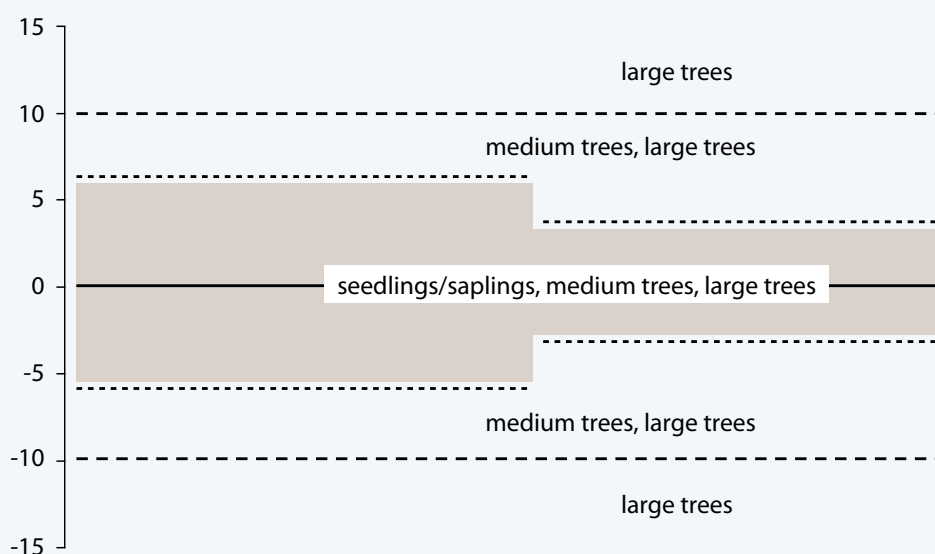 15
large trees
10
medium trees, large trees
5
0
seedlings/saplings, medium trees, large trees
-5
medium trees, large trees
-10
large trees
-15